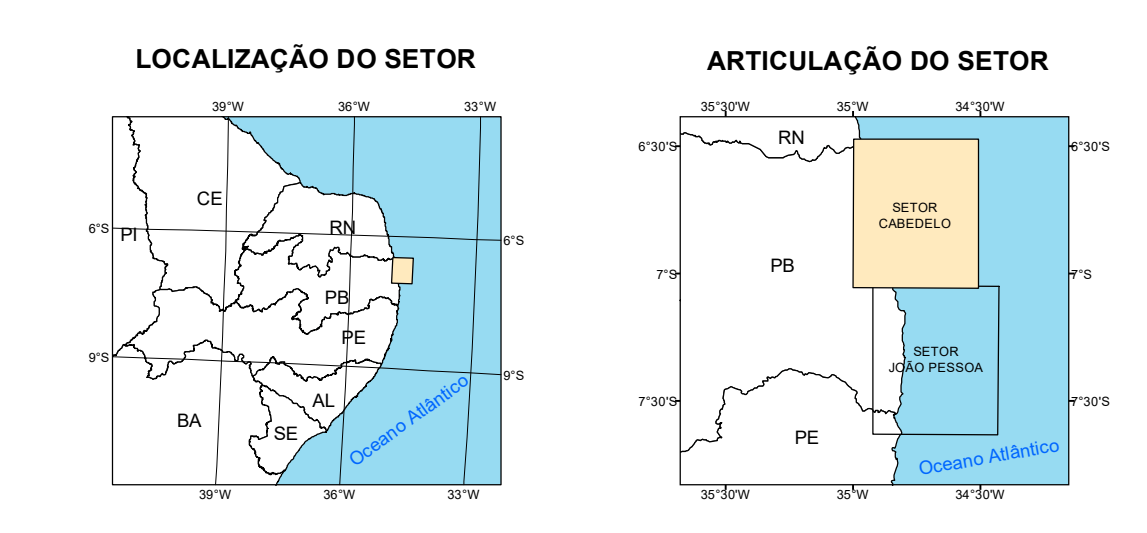 LOCALIZAÇÃO DO SETOR
39°W 36°W 33°W
CE
RN
6°S PI 6°S
PB
PE
9°S 9°S
AL
BA
SE
Oceano Atlântico
39°W 36°W 33°W
ARTICULAÇÃO DO SETOR
35°30'W 35°W 34°30'W
RN
6°30'S 6°30'S
SETOR
CABEDELO
PB
7°S 7°S
SETOR
JOÃO PESSOA
7°30'S 7°30'S
PE
Oceano Atlântico
35°30'W 35°W 34°30'W